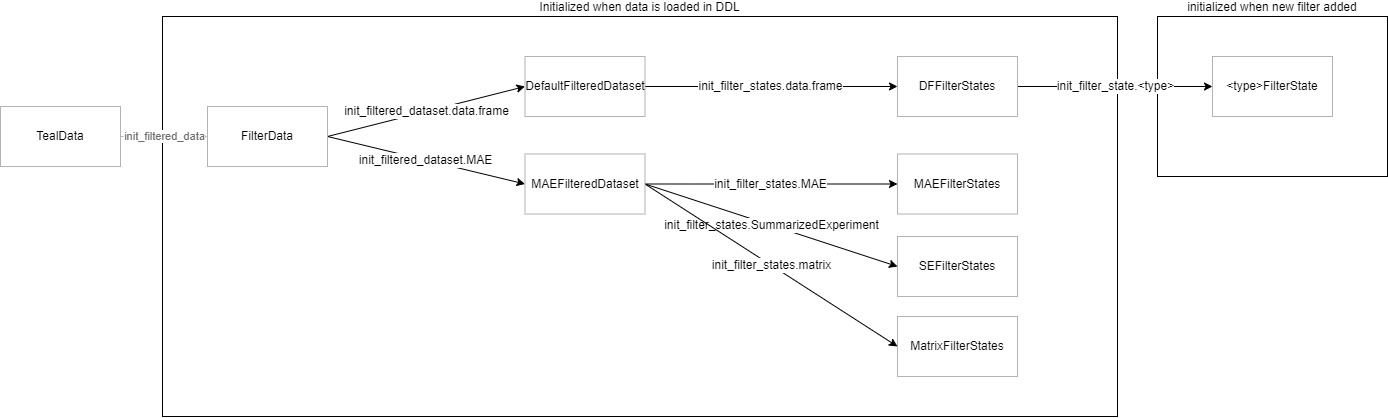 Initialized when data is loaded in DDL
initialized when new filter added
DefaultFilteredDataset
init_filter_states.data.frame
DFFilterStates
init_filter_state.<type>
<type>FilterState
init_filtered_dataset.data.frame
TealData
init_filtered_data
FilterData
init_filtered_dataset.MAE
MAEFilteredDataset
init_filter_states.MAE
MAEFilterStates
init_filter_states.SummarizedExperiment
init_filter_states.matrix
SEFilterStates
MatrixFilterStates